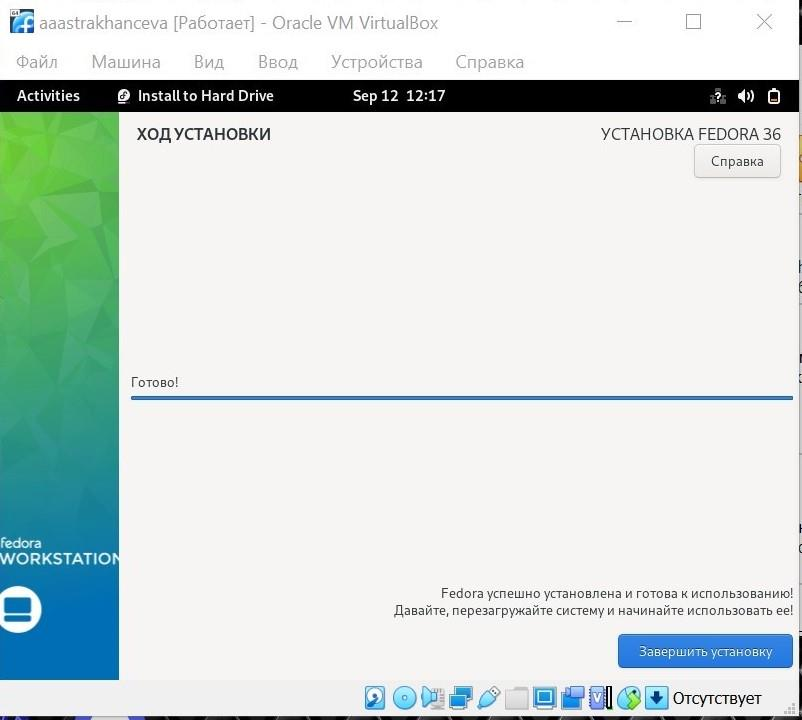 aaastrakhanceva [Работает] - Oracle VM VirtualBox
Файл Машина Вид Ввод Устройства Справка
Activities Install to Hard Drive Sep 12 12:17
ХОД УСТАНОВКИ УСТАНОВКА FEDORA 36
Справка
Готово!
fedora
WORKSTATION
Fedora успешно установлена и готова к использованию!
Давайте, перезагружайте систему и начинайте использовать ее!
Завершить установку
Отсутствует